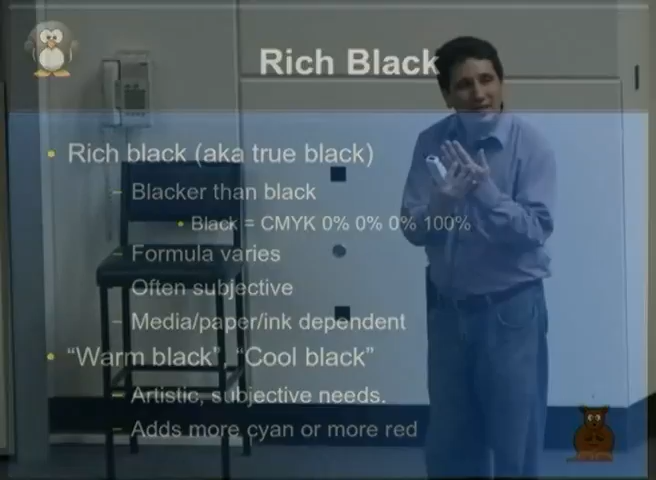 Rich Black
• Rich black (aka true black)
– Blacker than black
• Black = CMYK 0% 0% 0% 100%
– Formula varies
– Often subjective
– Media/paper/ink dependent
• “Warm black”, “Cool black”
– Artistic, subjective needs.
– Adds more cyan or more red